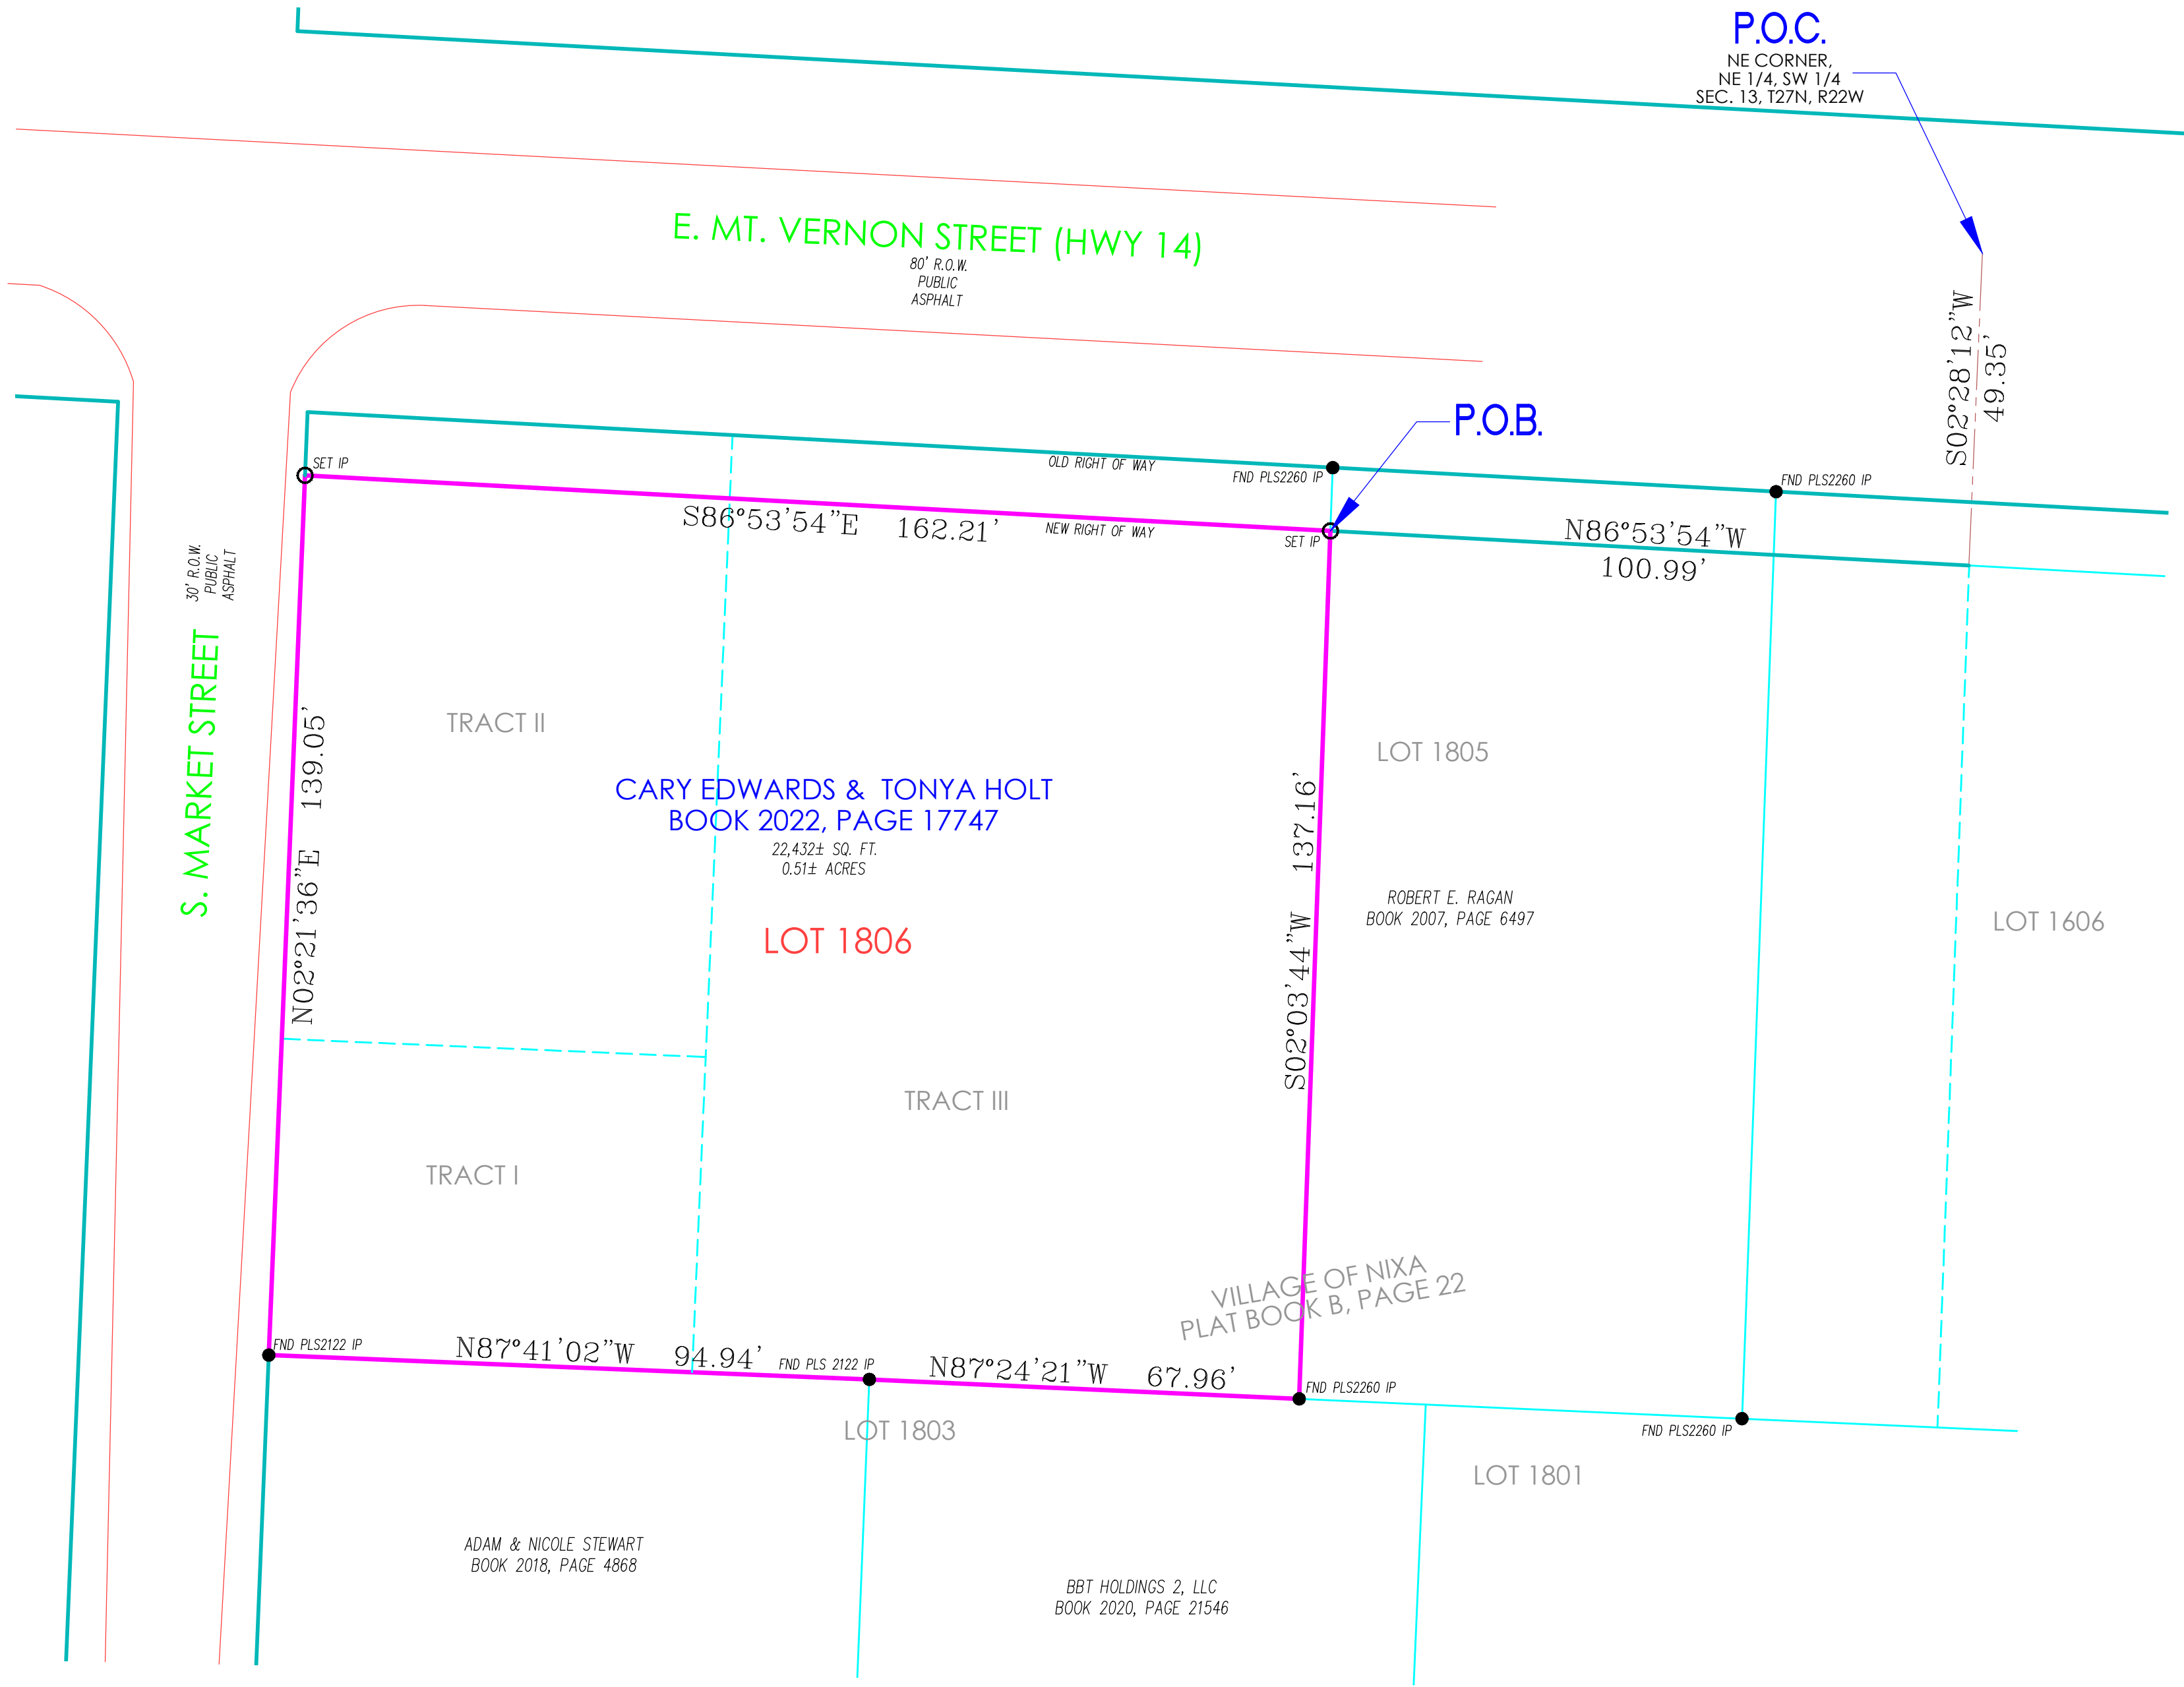 P.O.C.
NE CORNER,
NE 1/4, SW 1/4
SEC. 13, T27N, R22W
E. MT. VERNON STREET (HWY 14)
80' R.O.W.
PUBLIC
ASPHALT
S02°28'12"W
49.35'
P.O.B.
SET IP
OLD RIGHT OF WAY
FND PLS2260 IP
FND PLS2260 IP
S86°53'54"E 162.21'
NEW RIGHT OF WAY
SET IP
N86°53'54"W
100.99'
30' R.O.W.
PUBLIC
ASPHALT
S. MARKET STREET
N02°21'36"E 139.05'
TRACT II
LOT 1805
CARY EDWARDS & TONYA HOLT
BOOK 2022, PAGE 17747
22,432± SQ. FT.
0.51± ACRES
LOT 1806
S02°03'44"W 137.16'
ROBERT E. RAGAN
BOOK 2007, PAGE 6497
LOT 1606
TRACT III
TRACT I
VILLAGE OF NIXA
PLAT BOOK B, PAGE 22
FND PLS2122 IP
N87°41'02"W 94.94'
FND PLS 2122 IP
N87°24'21"W 67.96'
FND PLS2260 IP
FND PLS2260 IP
LOT 1803
LOT 1801
ADAM & NICOLE STEWART
BOOK 2018, PAGE 4868
BBT HOLDINGS 2, LLC
BOOK 2020, PAGE 21546